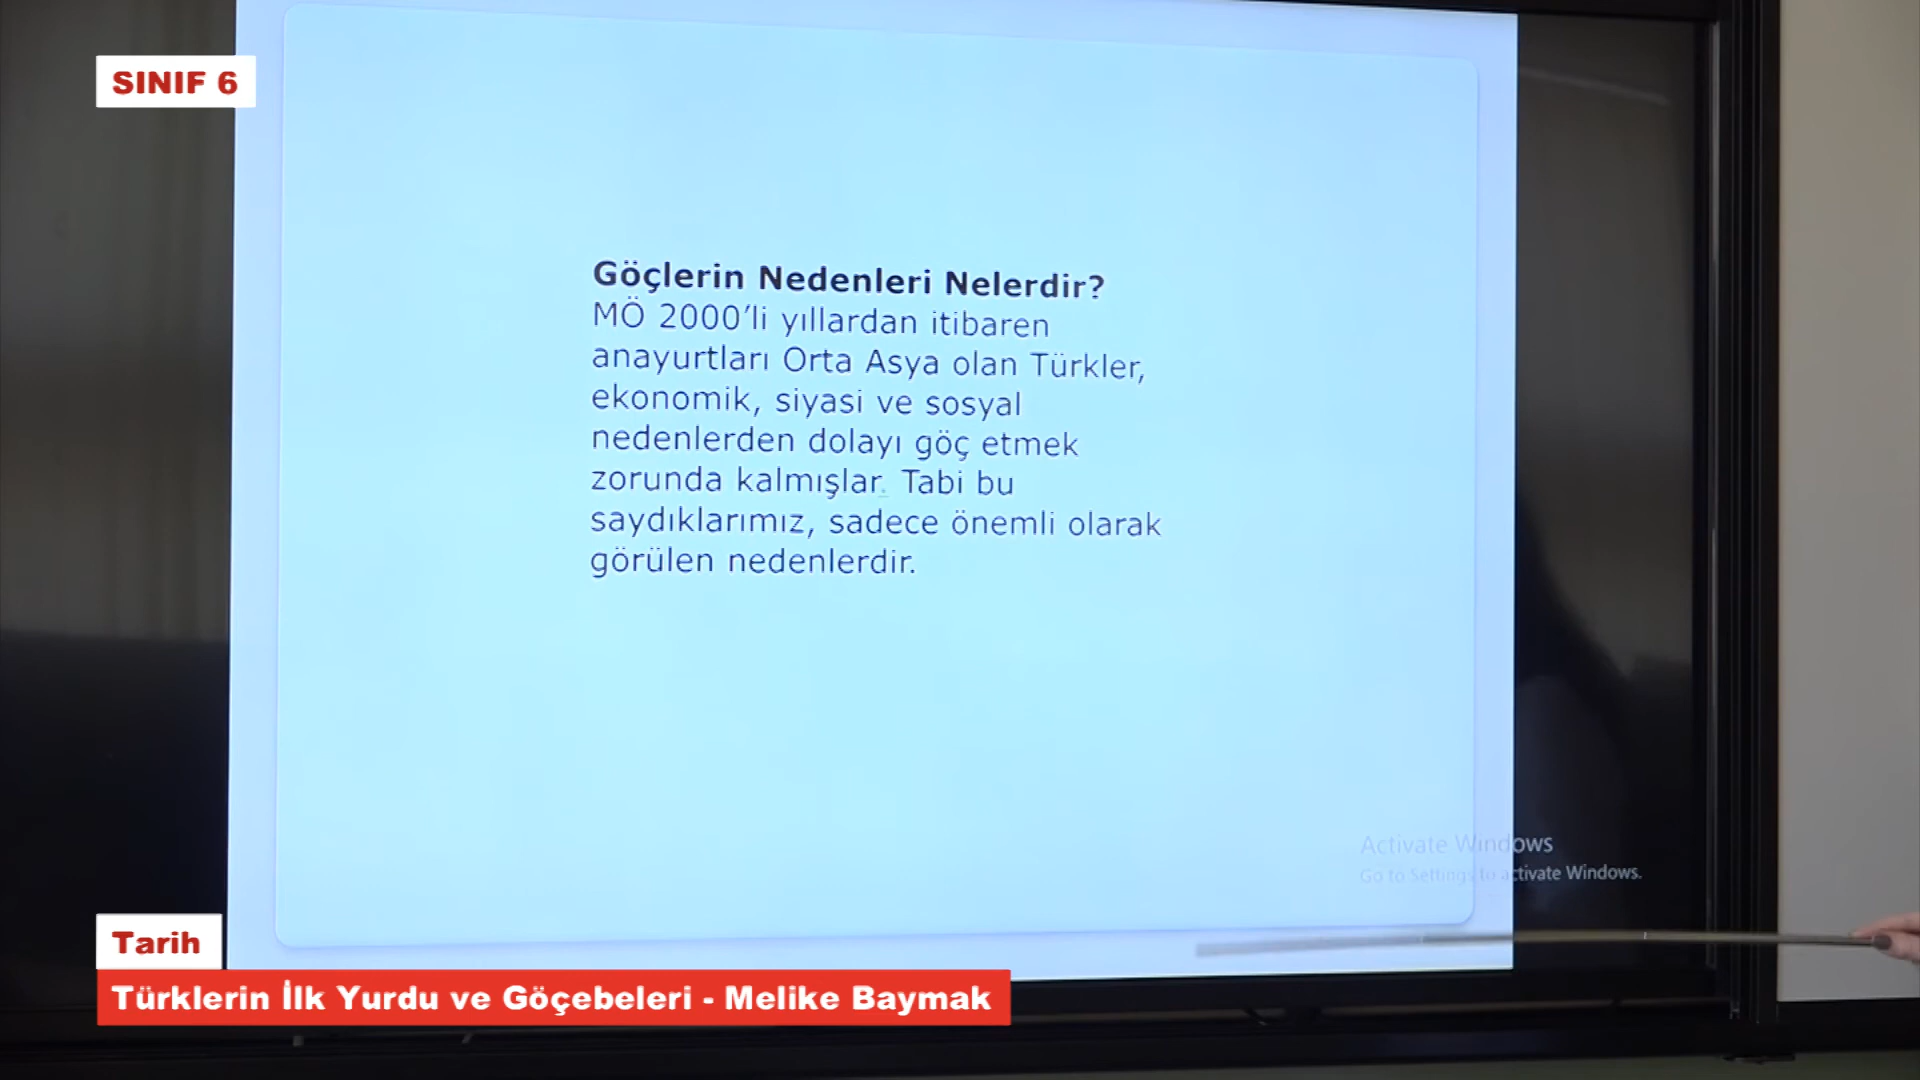 SINIF 6
Göçlerin Nedenleri Nelerdir?
MÖ 2000'li yıllardan itibaren
anayurtları Orta Asya olan Türkler,
ekonomik, siyasi ve sosyal
nedenlerden dolayı göç etmek
zorunda kalmışlar. Tabi bu
saydıklarımız, sadece önemli olarak
görülen nedenlerdir.
Activate Windows
Go to Settings to activate Windows.
Tarih
Türklerin İlk Yurdu ve Göçebeleri - Melike Baymak